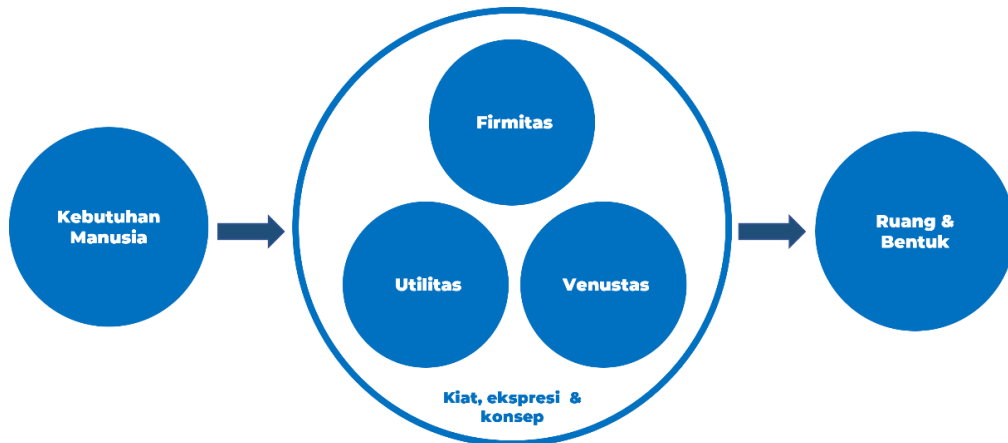 Firmitas
Kebutuhan
Manusia
Ruang &
Bentuk
Utilitas
Venustas
Kiat, ekspresi &
konsep